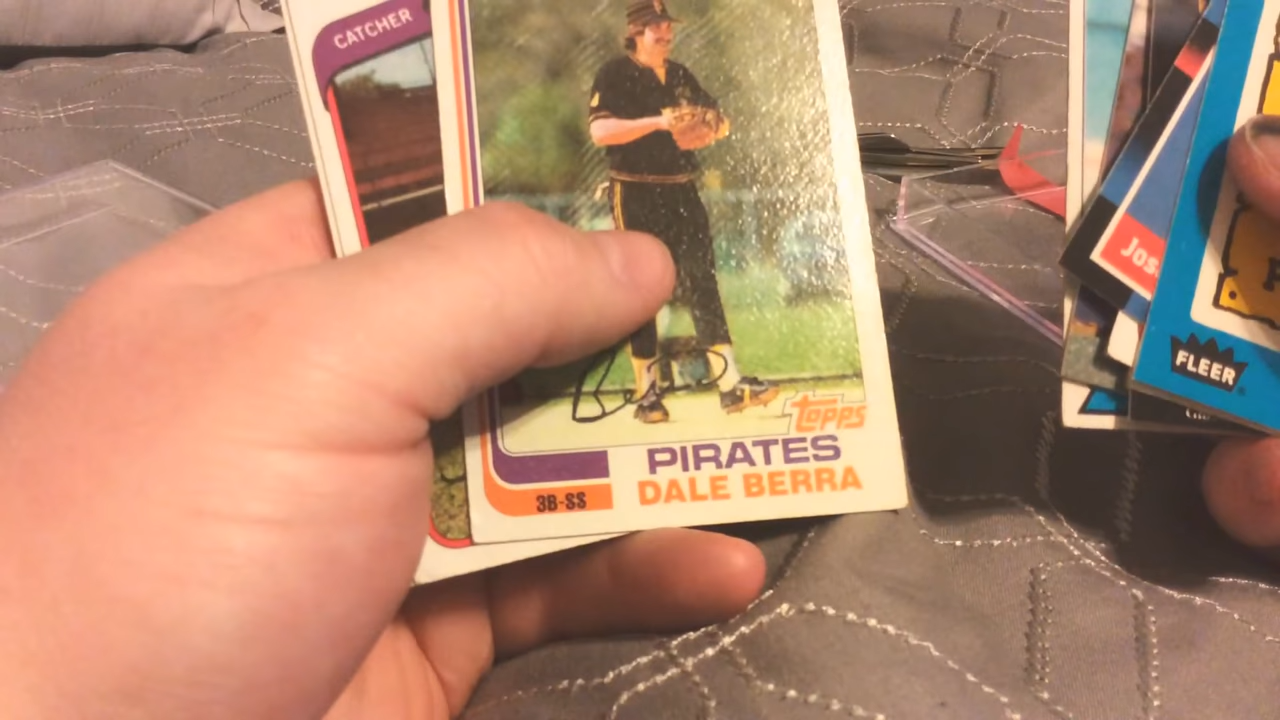 CATCHER
topps
PIRATES
DALE BERRA
3B-SS
Jos
FLEER